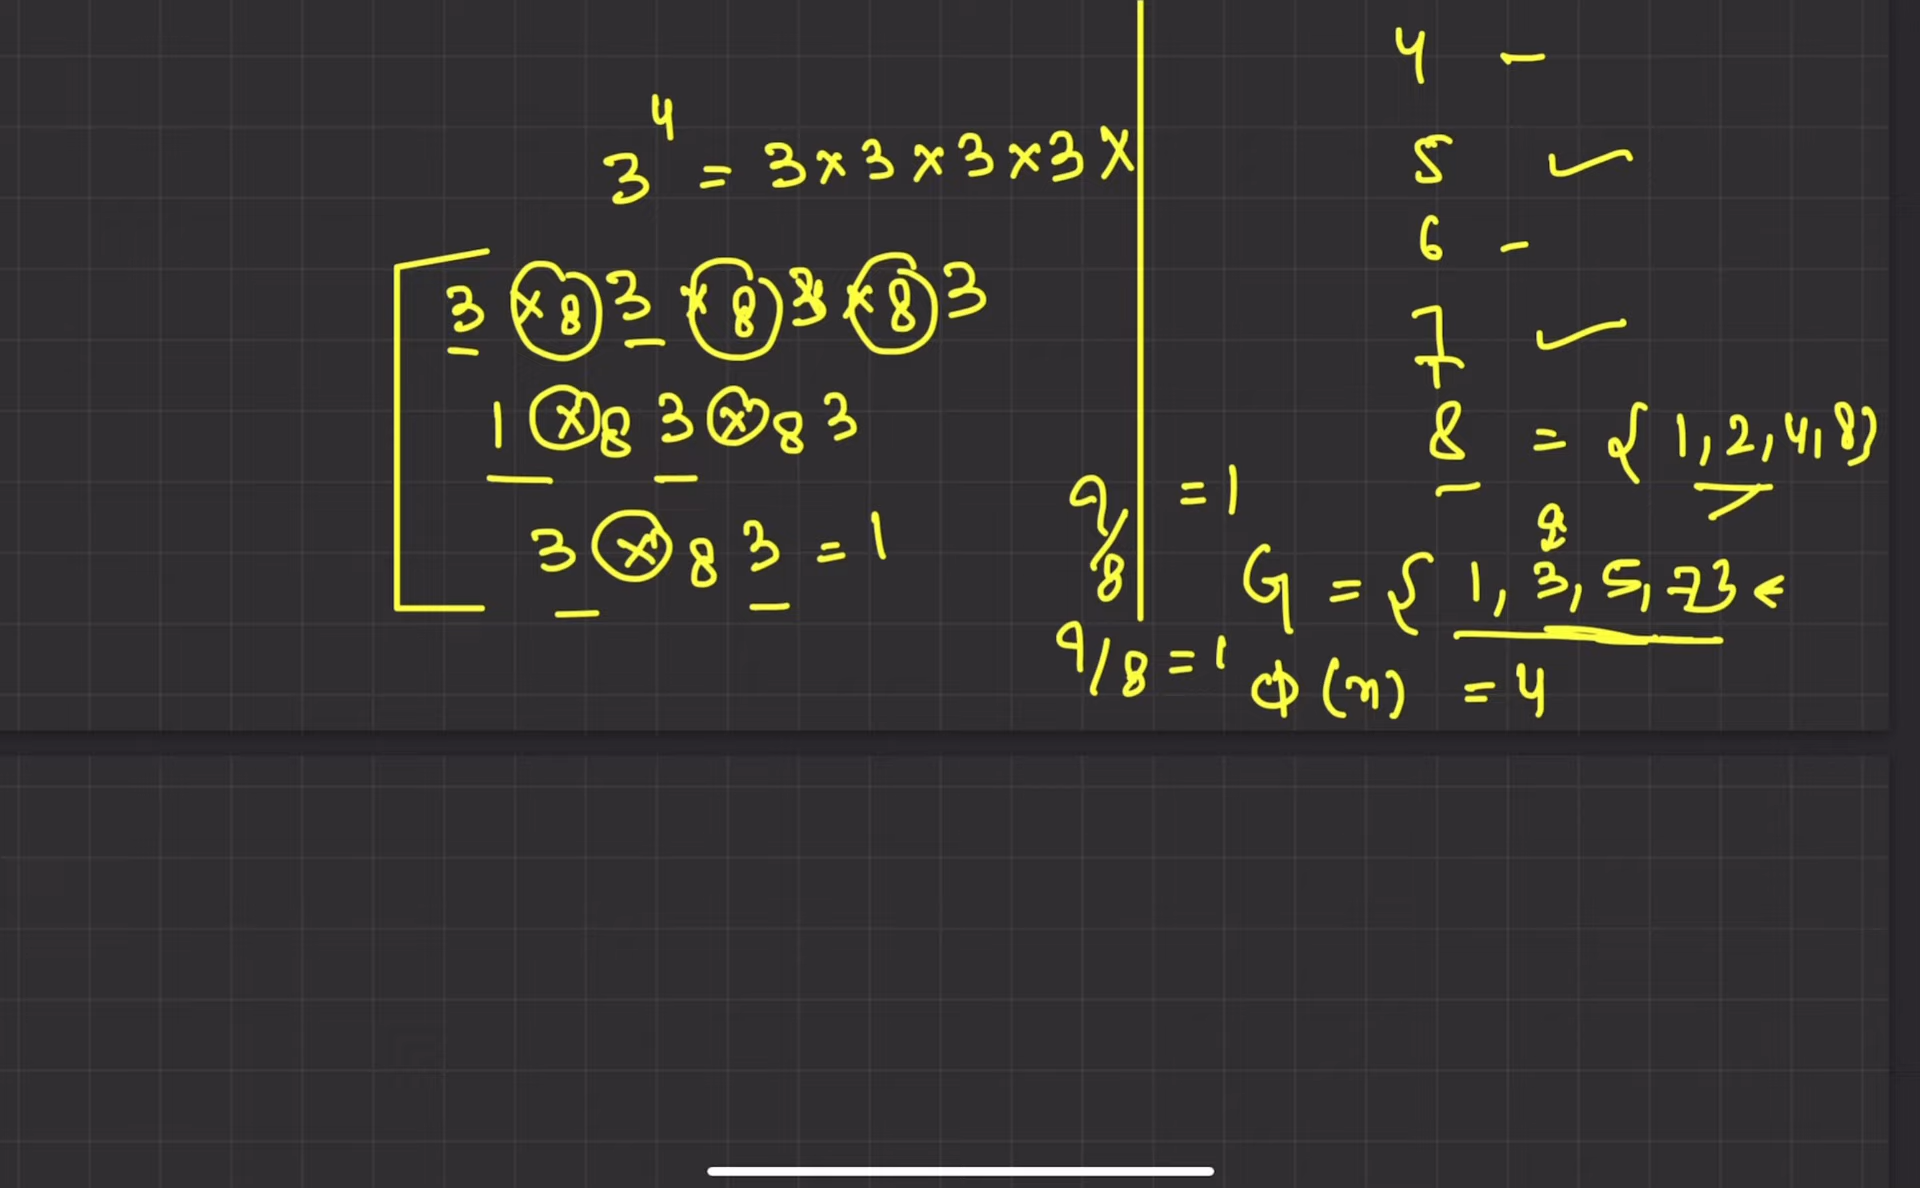 3⁴ = 3 × 3 × 3 × 3 ×
3 ×8 3 ×8 3 ×8 3
1 ×8 3 ×8 3
3 ×8 3 = 1
4 –
5 ✓
6 –
7 ✓
8 = { 1, 2, 4, 8}
9/8 = 1
G = { 1, 3, 5, 7} ←
9/8 = 1
ϕ (n) = 4